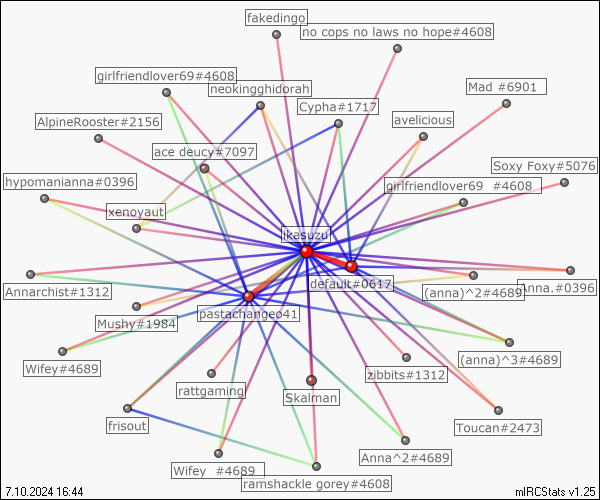 fakedingo
no cops no laws no hope#4608
girlfriendlover69#4608
neokingghidorah
Mad #6901
Cypha#1717
AlpineRooster#2156
avelicious
ace deucy#7097
Soxy Foxy#5076
hypomanianna#0396
girlfriendlover69 #4608
xenoyaut
jkasuzu
default#0617
Annarchist#1312
(anna)^2#4689
Anna.#0396
pastachangeo41
Mushy#1984
(anna)^3#4689
Wifey#4689
zibbits#1312
rattgaming
Skalman
frisout
Toucan#2473
Anna^2#4689
Wifey #4689
ramshackle gorey#4608
7.10.2024 16:44
mIRCStats v1.25